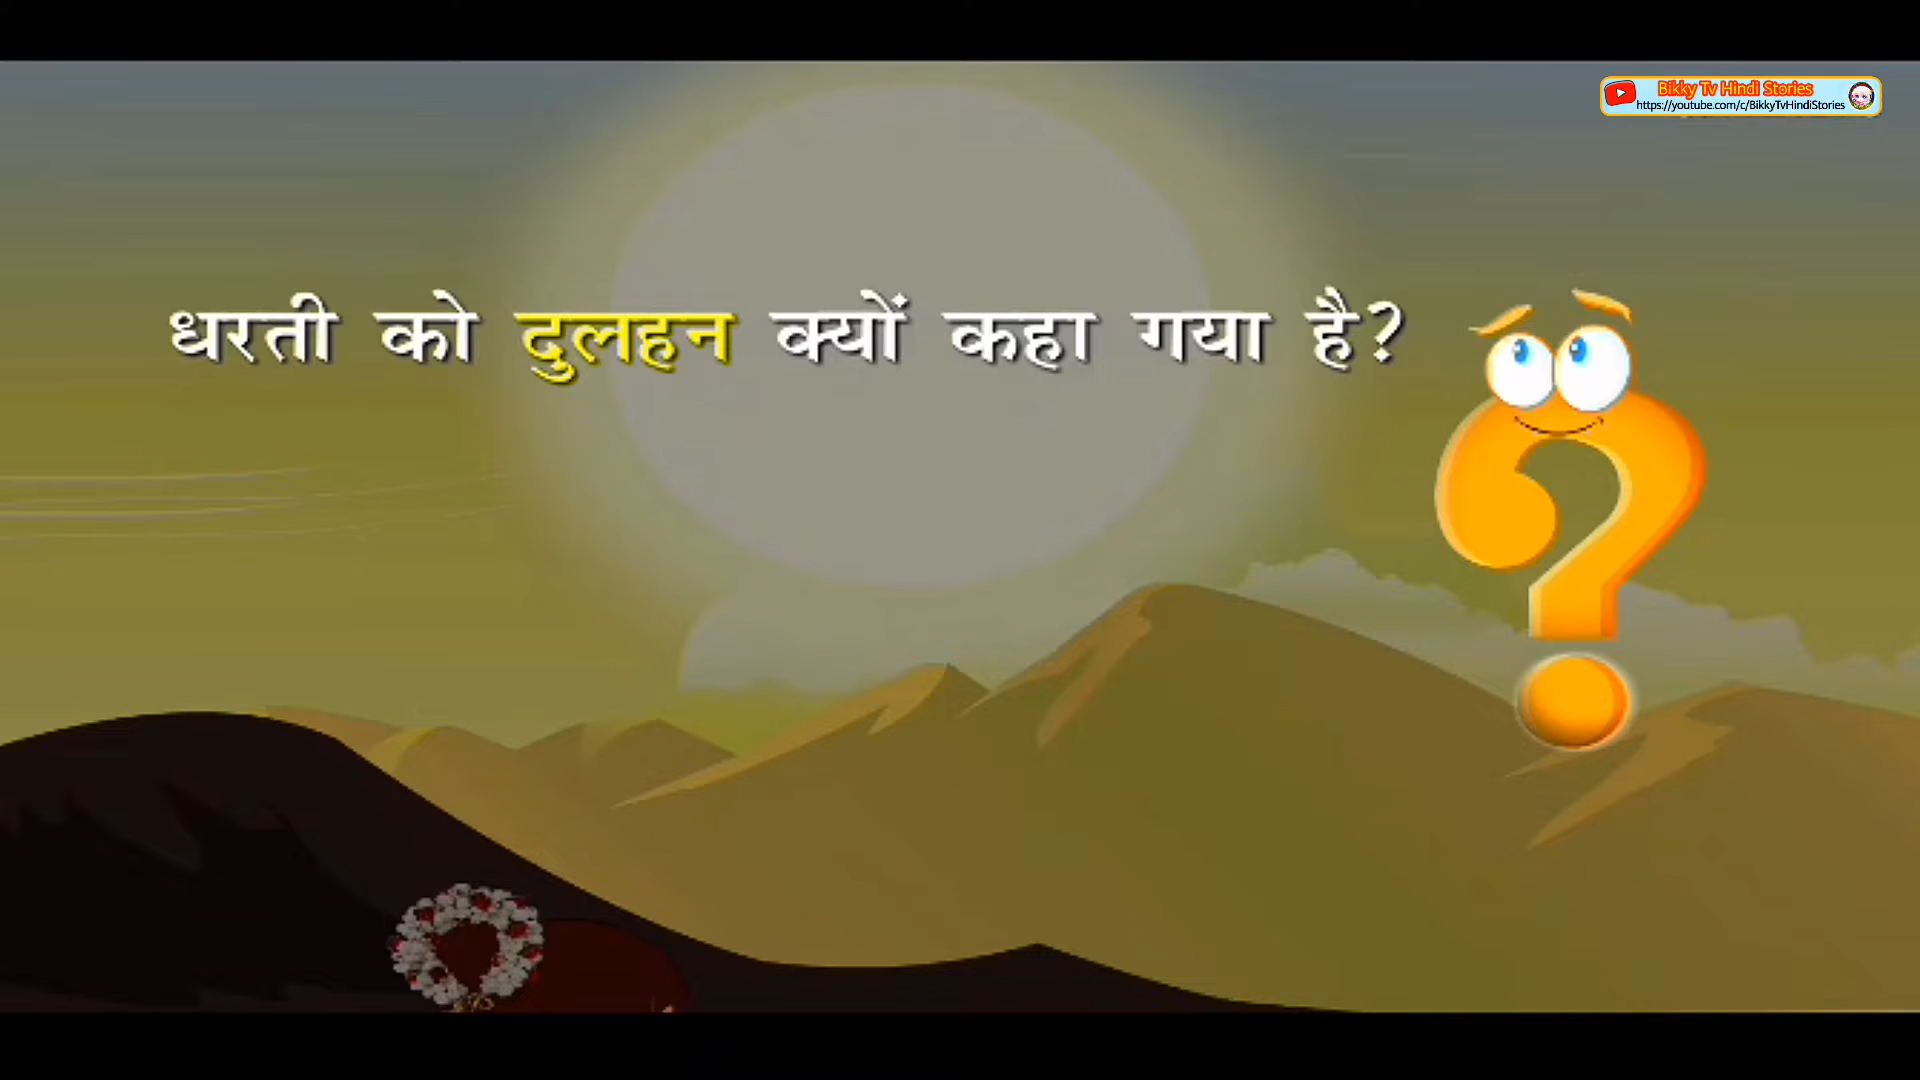 Bikky Tv Hindi Stories
https://youtube.com/c/BikkyTvHindiStories
धरती को दुलहन क्यों कहा गया है?